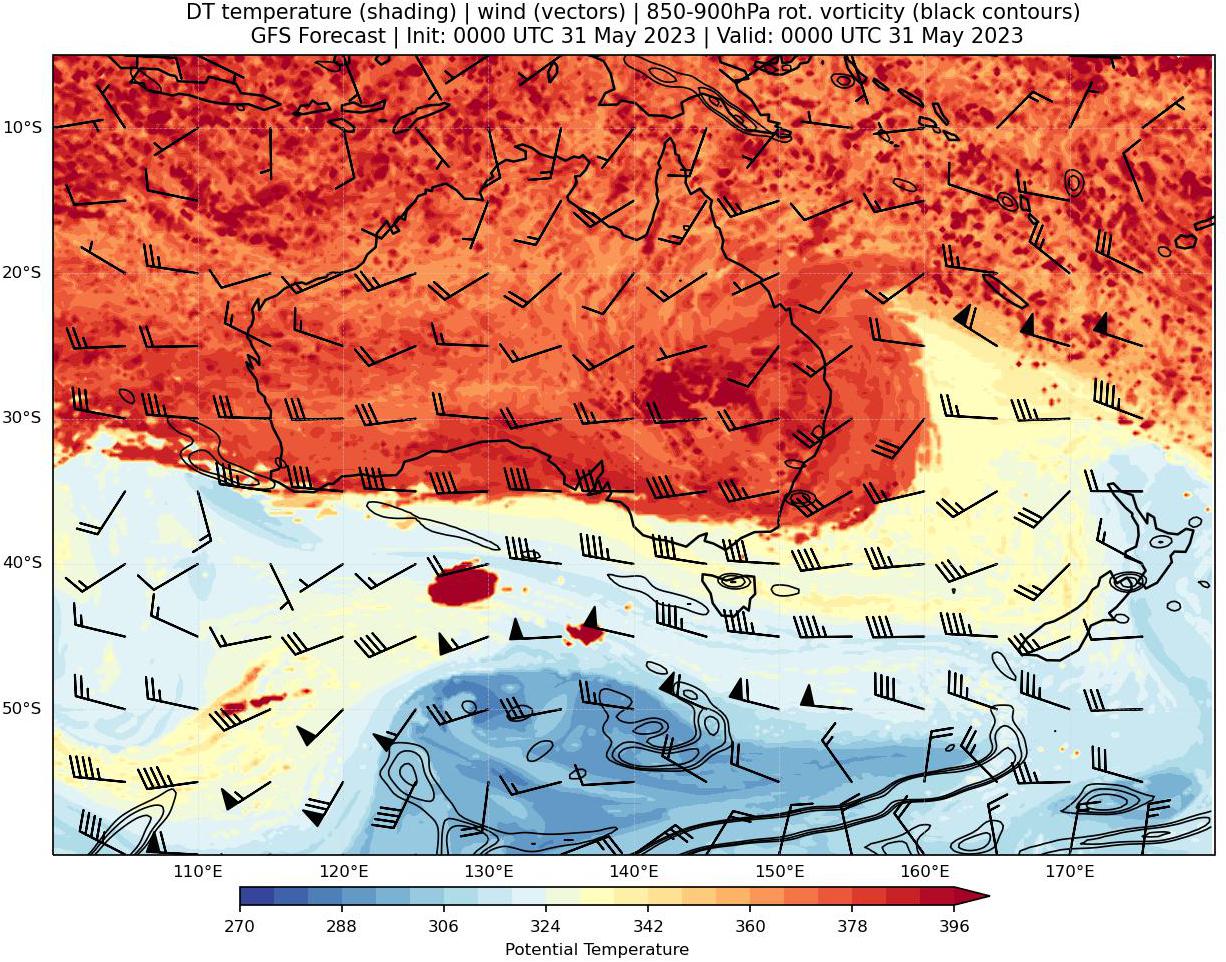 DT temperature (shading) | wind (vectors) | 850-900hPa rot. vorticity (black contours)
GFS Forecast | Init: 0000 UTC 31 May 2023 | Valid: 0000 UTC 31 May 2023
10°S
20°S
30°S
40°S
50°S
110°E 120°E 130°E 140°E 150°E 160°E 170°E
270 288 306 324 342 360 378 396
Potential Temperature